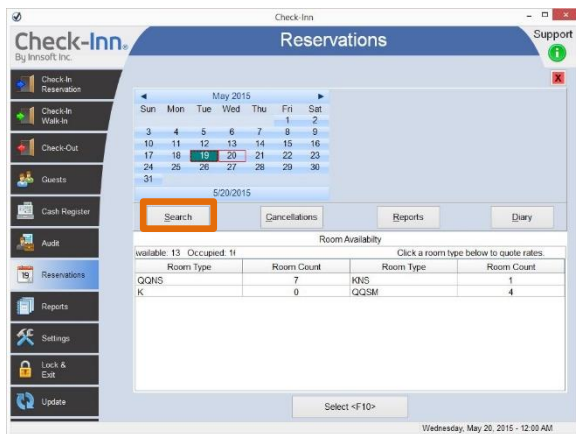 Check-Inn
Check-Inn®
By Innsoft Inc.
Reservations
Support
i
X
Check-In
Reservation
Check-In
Walk-In
Check-Out
Guests
Cash Register
Audit
19
Reservations
Reports
Settings
Lock &
Exit
Update
May 2015
Sun Mon Tue Wed Thu Fri Sat
1 2
3 4 5 6 7 8 9
10 11 12 13 14 15 16
17 18 19 20 21 22 23
24 25 26 27 28 29 30
31
5/20/2015
Search Cancellations Reports Diary
Room Availabilty
vailable: 13 Occupied: 1
Click a room type below to quote rates.
Room Type Room Count Room Type Room Count
QQNS 7 KNS 1
K 0 QQSM 4
Select <F10>
Wednesday, May 20, 2015 - 12:00 AM